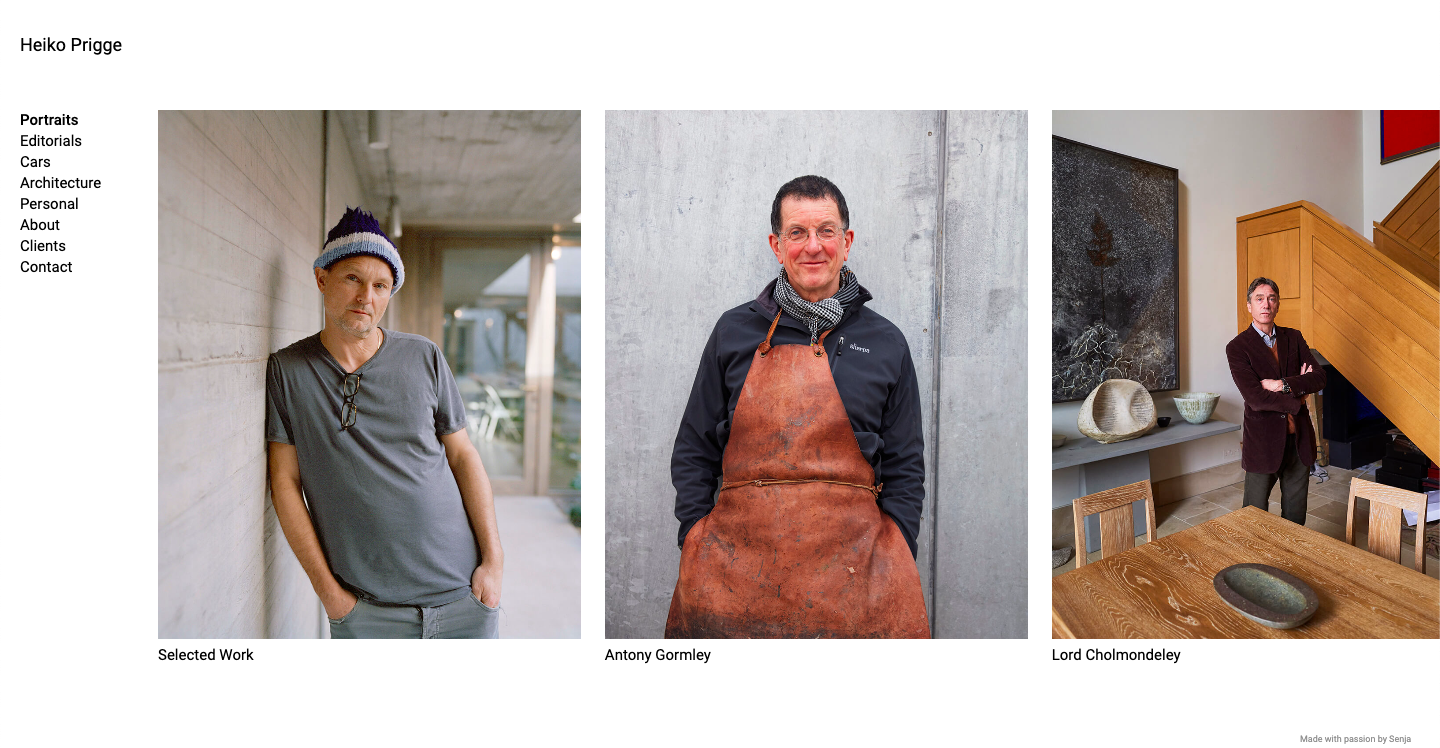 Heiko Prigge
Portraits
Editorials
Cars
Architecture
Personal
About
Clients
Contact
Selected Work
Antony Gormley
Lord Cholmondeley
Made with passion by Senja